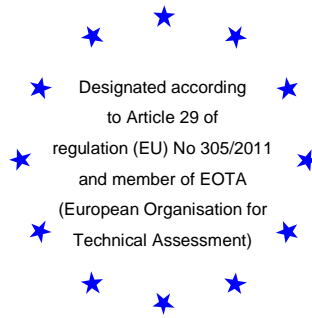 Designated according
to Article 29 of
regulation (EU) No 305/2011
and member of EOTA
(European Organisation for
Technical Assessment)